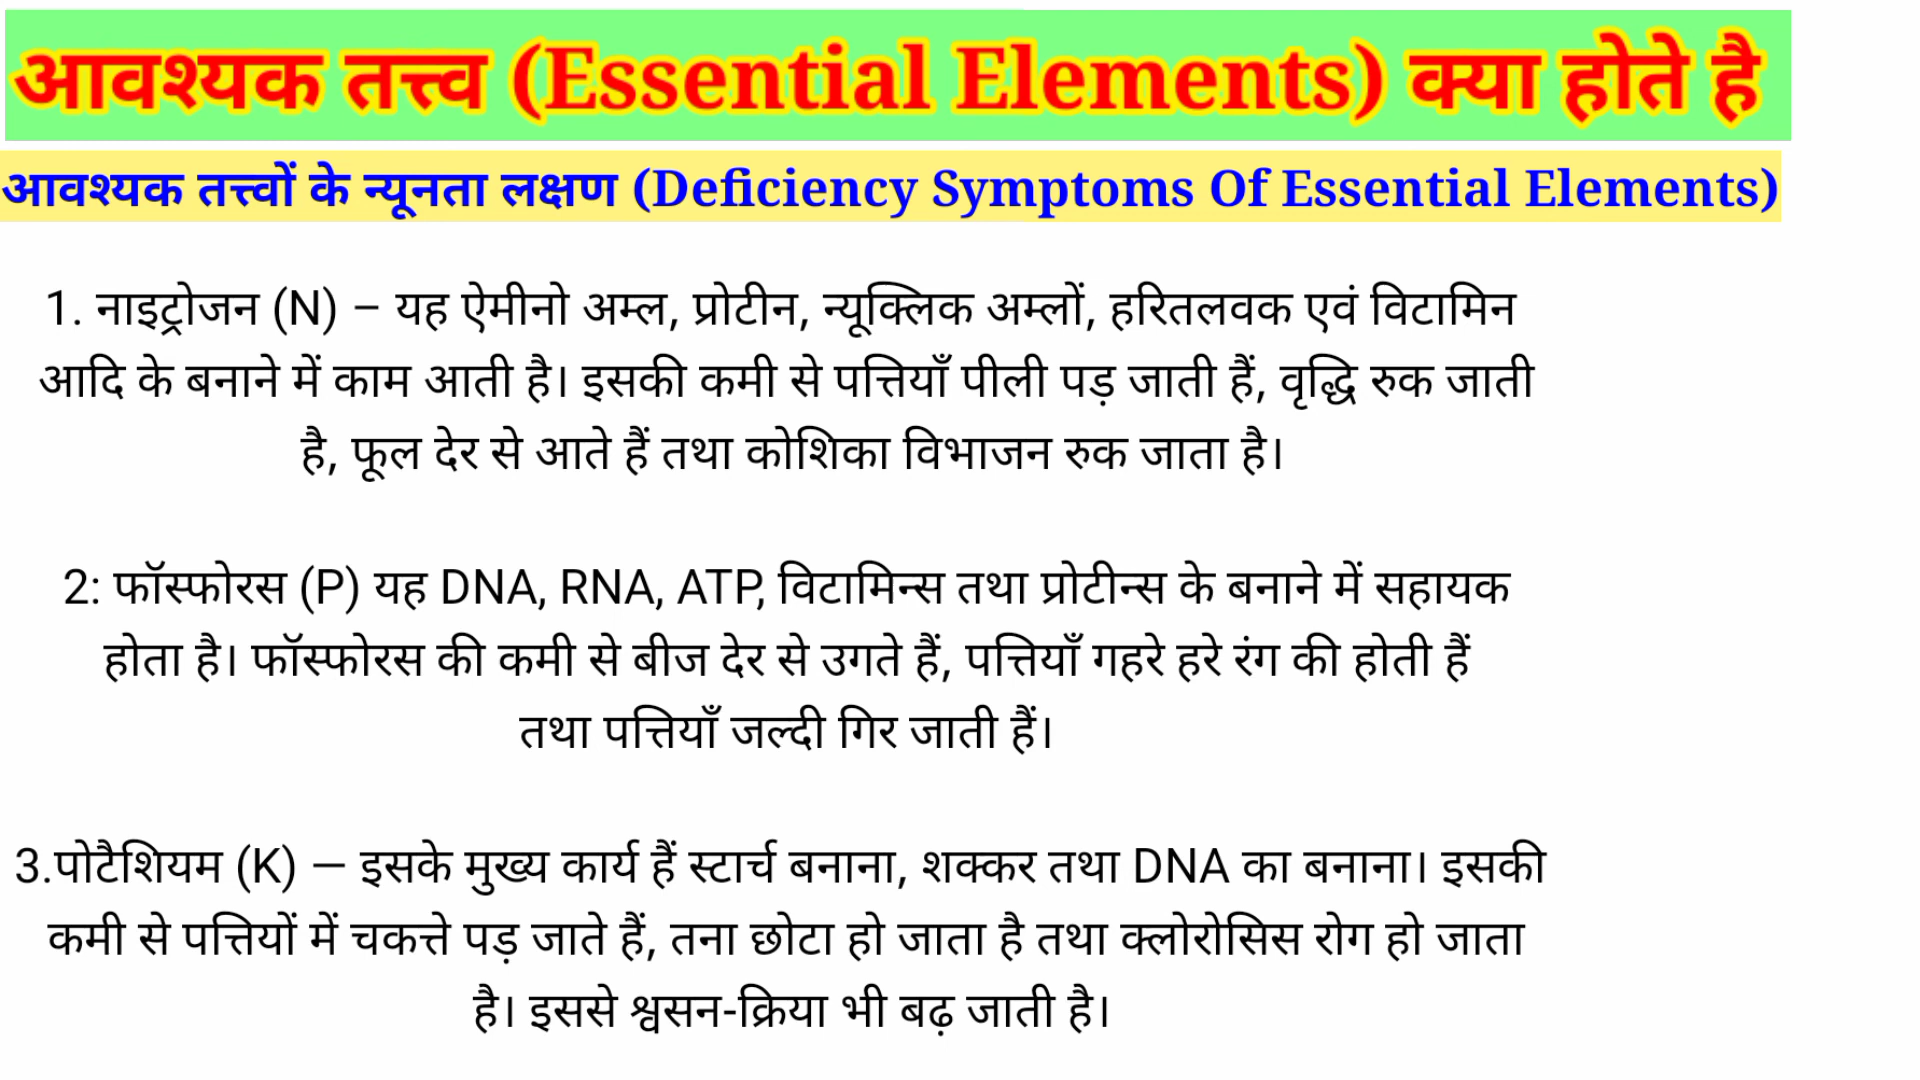 आवश्यक तत्त्व (Essential Elements) क्या होते है
आवश्यक तत्त्वों के न्यूनता लक्षण (Deficiency Symptoms Of Essential Elements)
1. नाइट्रोजन (N) – यह ऐमीनो अम्ल, प्रोटीन, न्यूक्लिक अम्लों, हरितलवक एवं विटामिन
आदि के बनाने में काम आती है। इसकी कमी से पत्तियाँ पीली पड़ जाती हैं, वृद्धि रुक जाती
है, फूल देर से आते हैं तथा कोशिका विभाजन रुक जाता है।
2: फॉस्फोरस (P) यह DNA, RNA, ATP, विटामिन्स तथा प्रोटीन्स के बनाने में सहायक
होता है। फॉस्फोरस की कमी से बीज देर से उगते हैं, पत्तियाँ गहरे हरे रंग की होती हैं
तथा पत्तियाँ जल्दी गिर जाती हैं।
3.पोटैशियम (K) — इसके मुख्य कार्य हैं स्टार्च बनाना, शक्कर तथा DNA का बनाना। इसकी
कमी से पत्तियों में चकत्ते पड़ जाते हैं, तना छोटा हो जाता है तथा क्लोरोसिस रोग हो जाता
है। इससे श्वसन-क्रिया भी बढ़ जाती है।